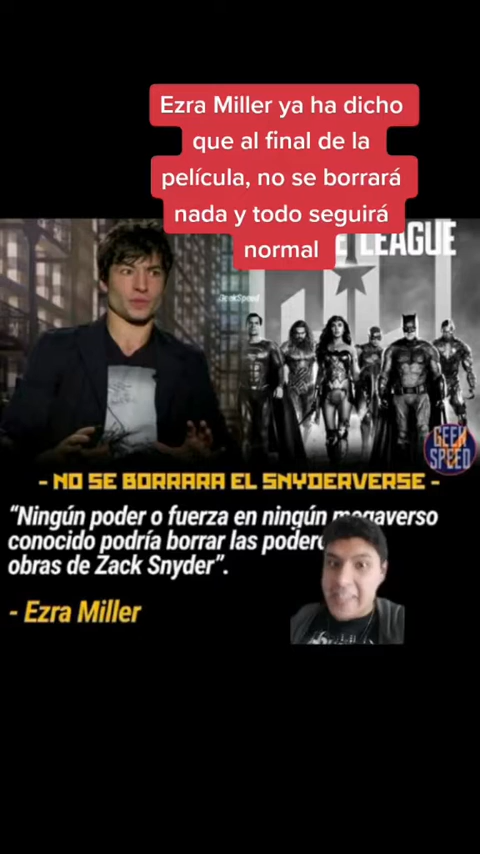 Ezra Miller ya ha dicho
que al final de la
película, no se borrará
nada y todo seguirá
normal
LEAGUE
GeekSpeed
GEEK
SPEED
- NO SE BORRARA EL SNYDERVERSE -
“Ningún poder o fuerza en ningún megaverso
conocido podría borrar las
obras de Zack Snyder”.
- Ezra Miller